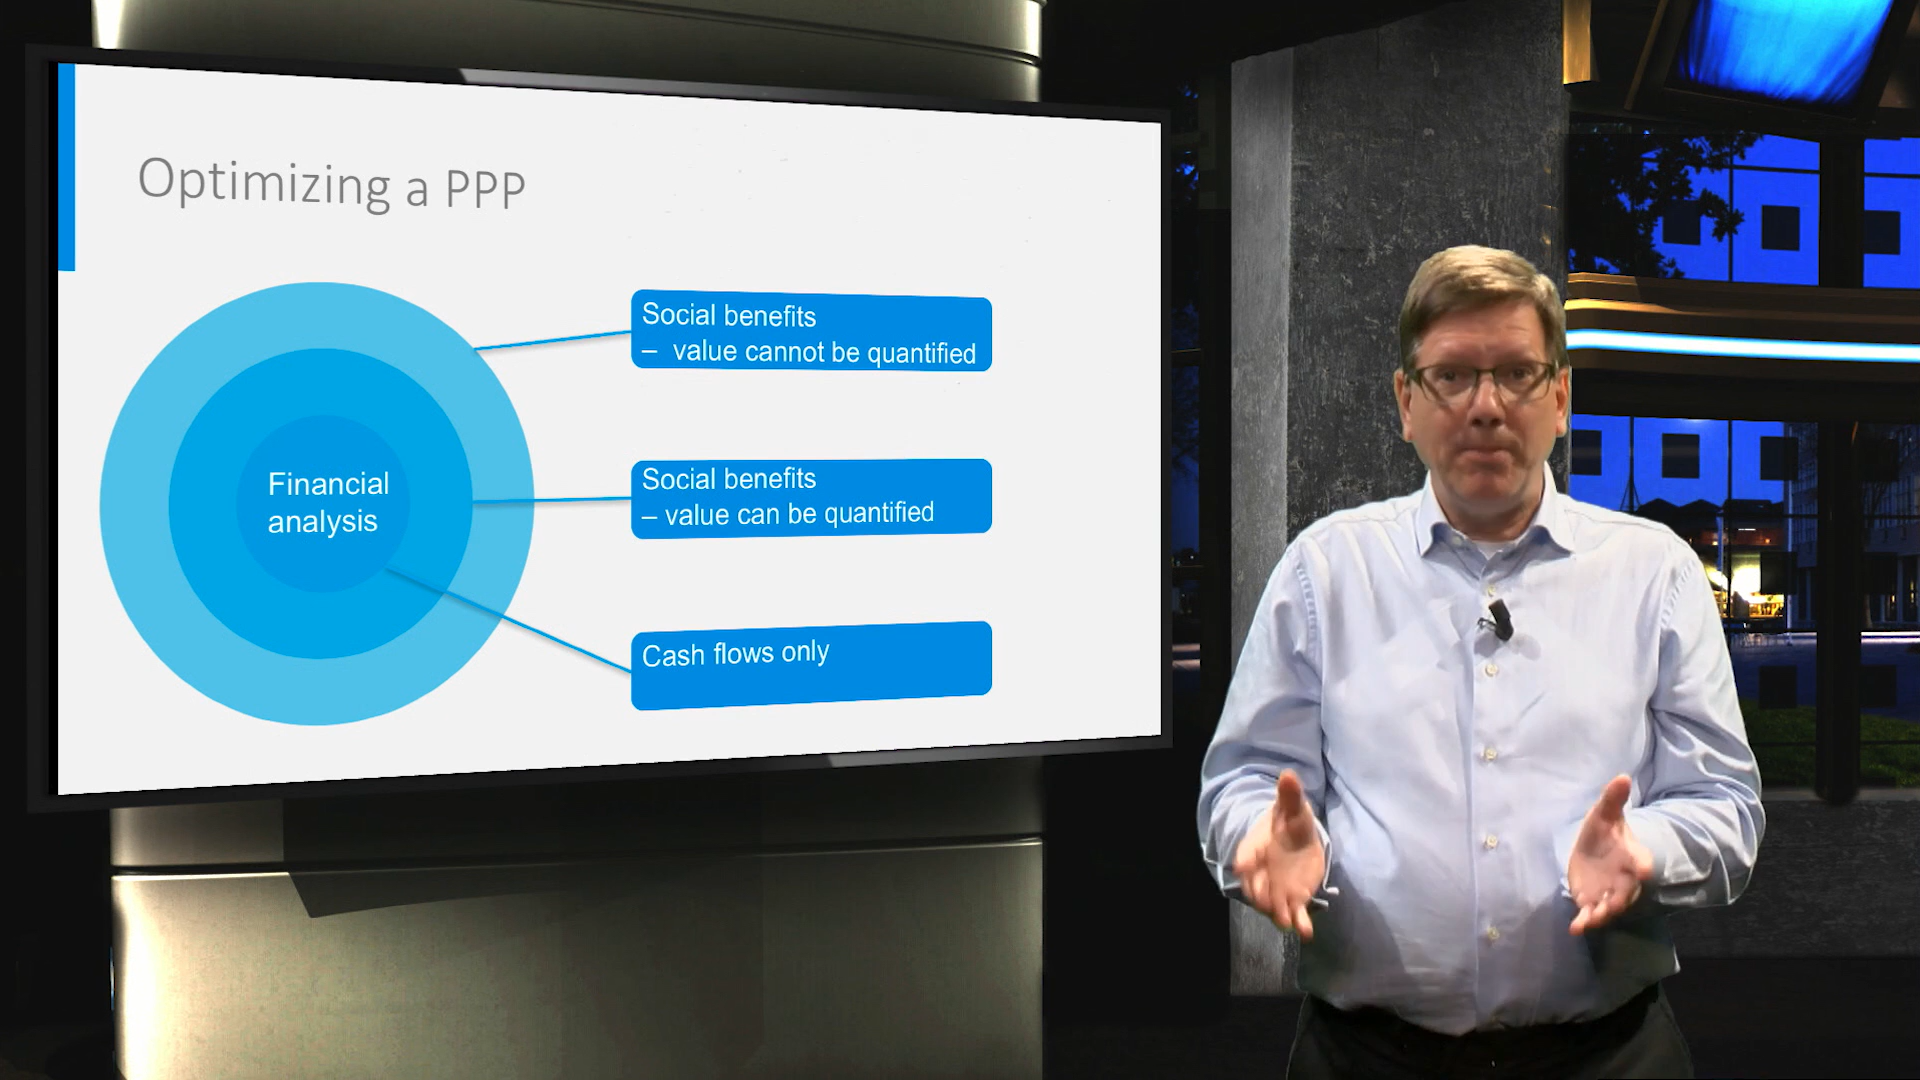 Optimizing a PPP
Financial
analysis
Social benefits
– value cannot be quantified
Social benefits
– value can be quantified
Cash flows only